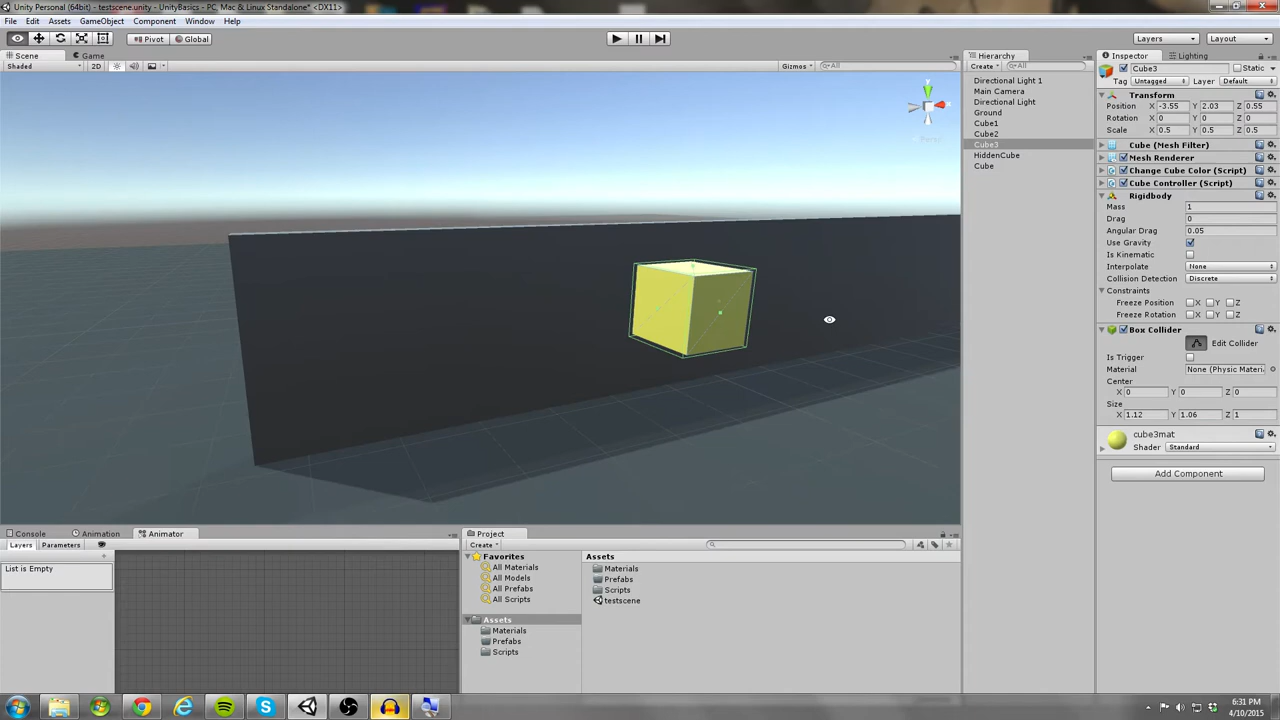 Unity Personal (64bit) - testscene.unity - UnityBasics - PC, Mac & Linux Standalone* <DX11>
File Edit Assets GameObject Component Window Help
Pivot Global Layers Layout
Scene Game
Shaded 2D Gizmos All
Hierarchy
Create All
Directional Light 1
Main Camera
Directional Light
Ground
Cube1
Cube2
Cube3
HiddenCube
Cube
Inspector Lighting
Cube3 Static
Tag Untagged Layer Default
Transform
Position X -3.55 Y 2.03 Z 0.55
Rotation X 0 Y 0 Z 0
Scale X 0.5 Y 0.5 Z 0.5
Cube (Mesh Filter)
Mesh Renderer
Change Cube Color (Script)
Cube Controller (Script)
Rigidbody
Mass 1
Drag 0
Angular Drag 0.05
Use Gravity
Is Kinematic
Interpolate None
Collision Detection Discrete
Constraints
Freeze Position X Y Z
Freeze Rotation X Y Z
Box Collider
Edit Collider
Is Trigger
Material None (Physic Materi
Center
X 0 Y 0 Z 0
Size
X 1.12 Y 1.06 Z 1
cube3mat
Shader Standard
Add Component
Console Animation Animator
Layers Parameters
List is Empty
Project
Create
Favorites
All Materials
All Models
All Prefabs
All Scripts
Assets
Materials
Prefabs
Scripts
Assets
Materials
Prefabs
Scripts
testscene
6:31 PM
4/10/2015